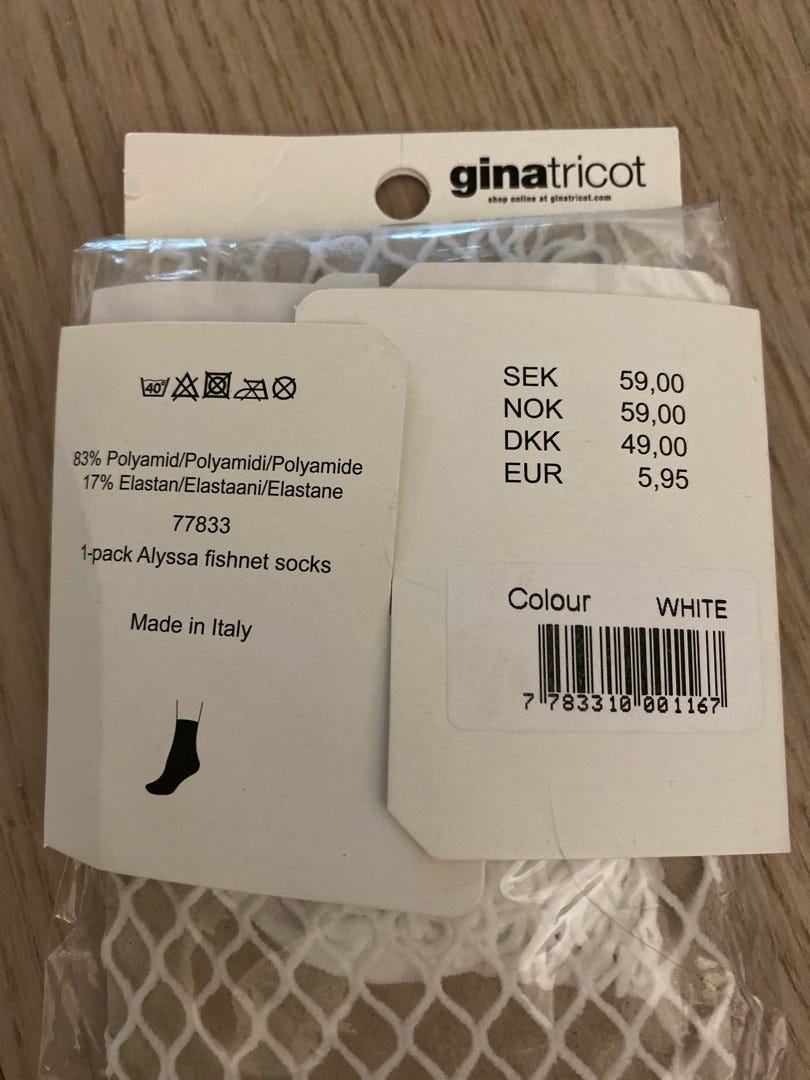 ginatricot
shop online at ginatricot.com
40°
83% Polyamid/Polyamidi/Polyamide
17% Elastan/Elastaani/Elastane
77833
1-pack Alyssa fishnet socks
Made in Italy
SEK 59,00
NOK 59,00
DKK 49,00
EUR 5,95
Colour WHITE
7 783310 001167